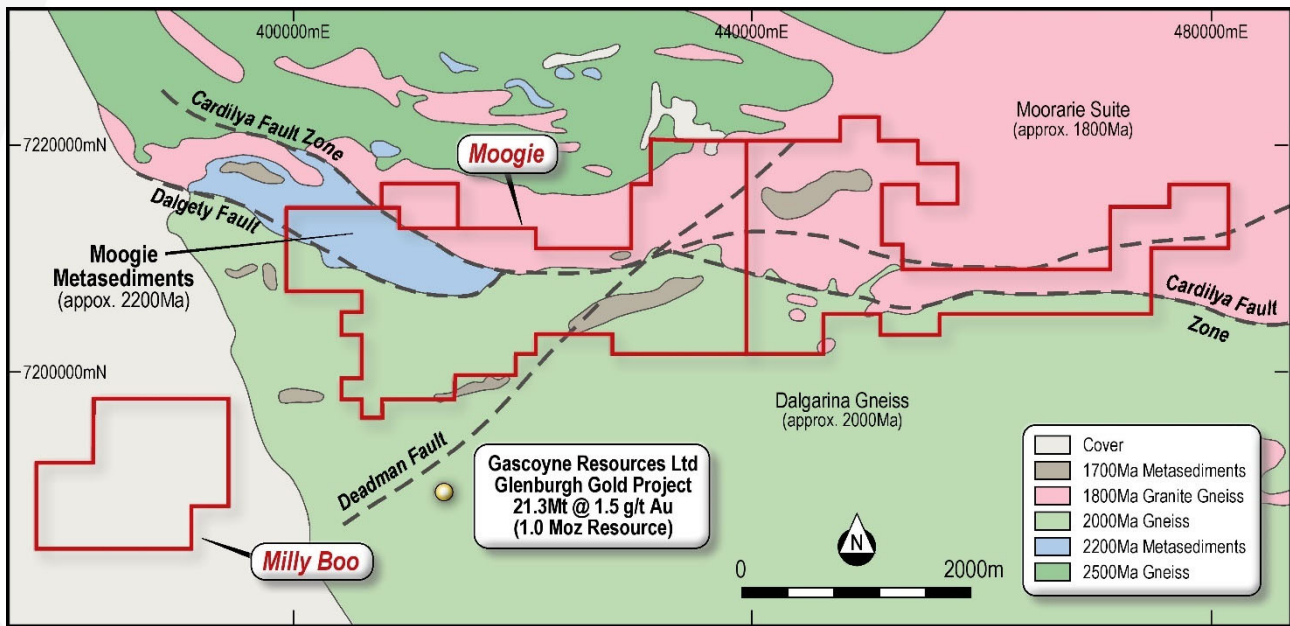 400000mE
440000mE
480000mE
7220000mN
7200000mN
Cardilya Fault Zone
Moogie
Moorarie Suite
(approx. 1800Ma)
Dalgety Fault
Moogie
Metasediments
(approx. 2200Ma)
Cardilya Fault
Zone
Dalgarina Gneiss
(approx. 2000Ma)
Deadman Fault
Gascoyne Resources Ltd
Glenburgh Gold Project
21.3Mt @ 1.5 g/t Au
(1.0 Moz Resource)
Milly Boo
N
0
2000m
Cover
1700Ma Metasediments
1800Ma Granite Gneiss
2000Ma Gneiss
2200Ma Metasediments
2500Ma Gneiss